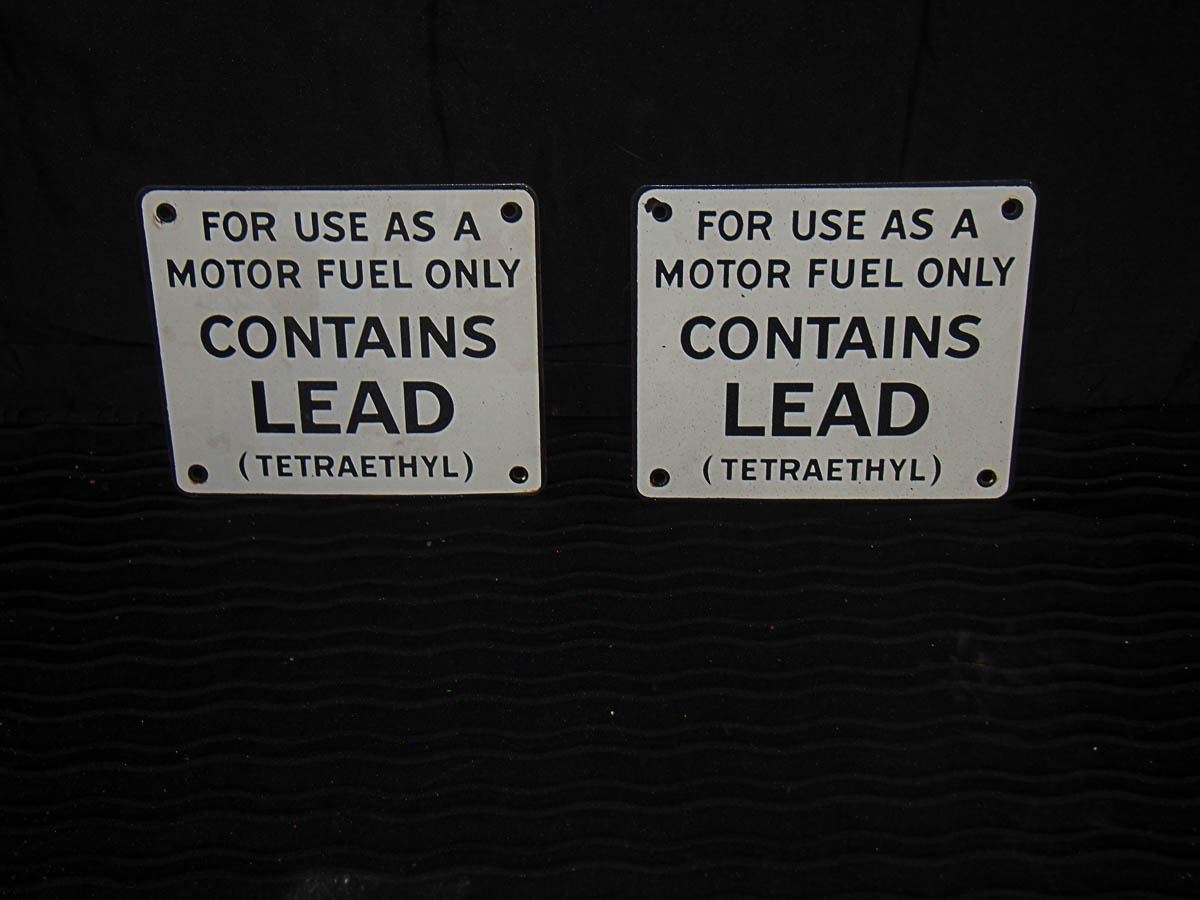 FOR USE AS A
MOTOR FUEL ONLY
CONTAINS
LEAD
(TETRAETHYL)
FOR USE AS A
MOTOR FUEL ONLY
CONTAINS
LEAD
(TETRAETHYL)